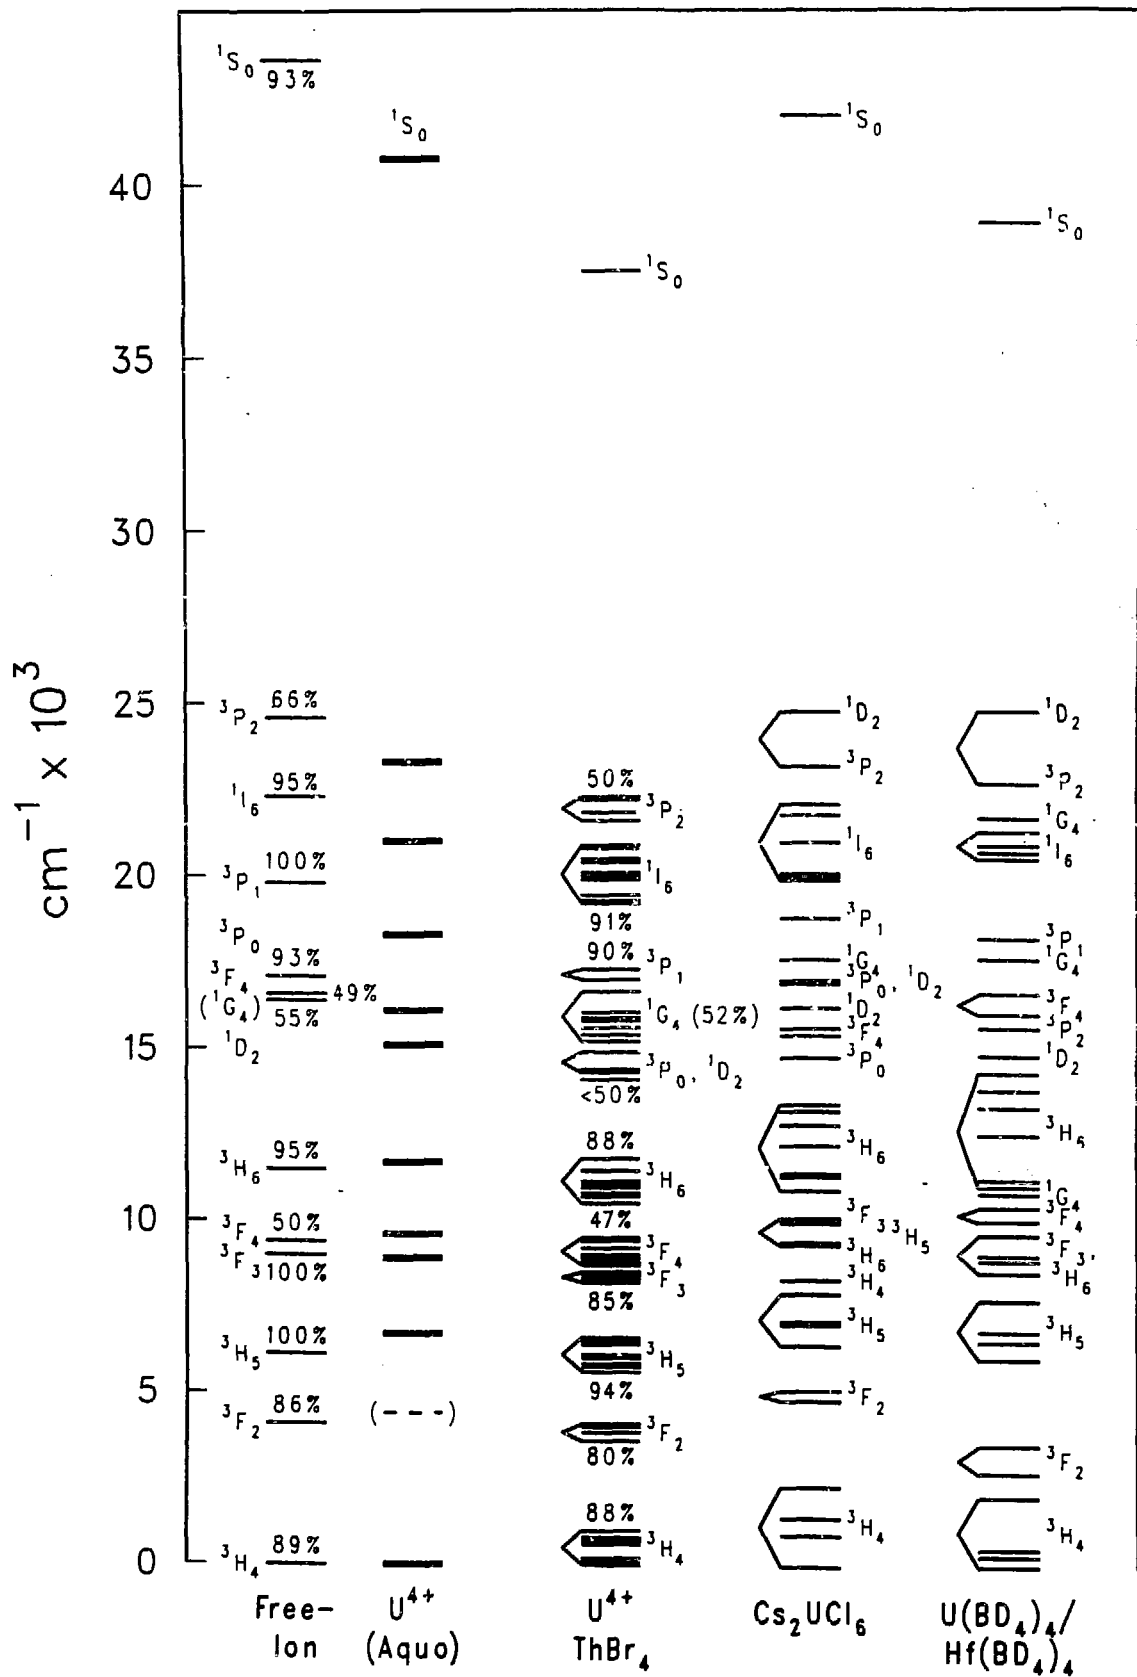 cm⁻¹ x 10³
40
35
30
25
20
15
10
5
0
¹S₀
93%
66%
³P₂
95%
¹I₆
100%
³P₁
³P₀
93%
³F₄
49%
(¹G₄)
55%
¹D₂
95%
³H₆
50%
³F₄
³F₃
100%
100%
³H₅
86%
³F₂
89%
³H₄
Free-
Ion
¹S₀
(---)
U⁴⁺
(Aquo)
¹S₀
50%
³P₂
¹I₆
91%
90%
³P₁
¹G₄ (52%)
³P₀, ¹D₂
<50%
88%
³H₆
47%
³F₄
³F₃
85%
³H₅
94%
³F₂
80%
88%
³H₄
U⁴⁺
ThBr₄
¹S₀
¹D₂
³P₂
¹I₆
³P₁
¹G₄
³P₀, ¹D₂
¹D₂
³F₄
³P₀
³H₆
³F₃ ³H₅
³H₆
³H₄
³H₅
³F₂
³H₄
Cs₂UCl₆
¹S₀
¹D₂
³P₂
¹G₄
¹I₆
³P₁
¹G₄
³F₄
³P₂
¹D₂
³H₆
¹G₄
³F₄
³F₃,
³H₆
³H₅
³F₂
³H₄
U(BD₄)₄/
Hf(BD₄)₄